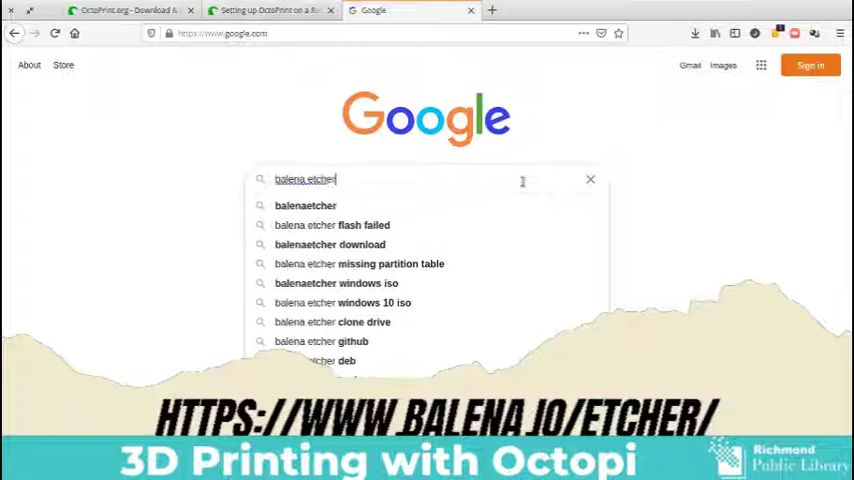 OctoPrint.org - Download &
Setting up OctoPrint on a Ras
Google
https://www.google.com
About
Store
Gmail
Images
Sign in
Google
balena etcher
balenaetcher
balena etcher flash failed
balenaetcher download
balena etcher missing partition table
balenaetcher windows iso
balena etcher windows 10 iso
balena etcher clone drive
balena etcher github
etcher deb
HTTPS://WWW.BALENA.IO/ETCHER/
3D Printing with Octopi
Richmond
Public Library